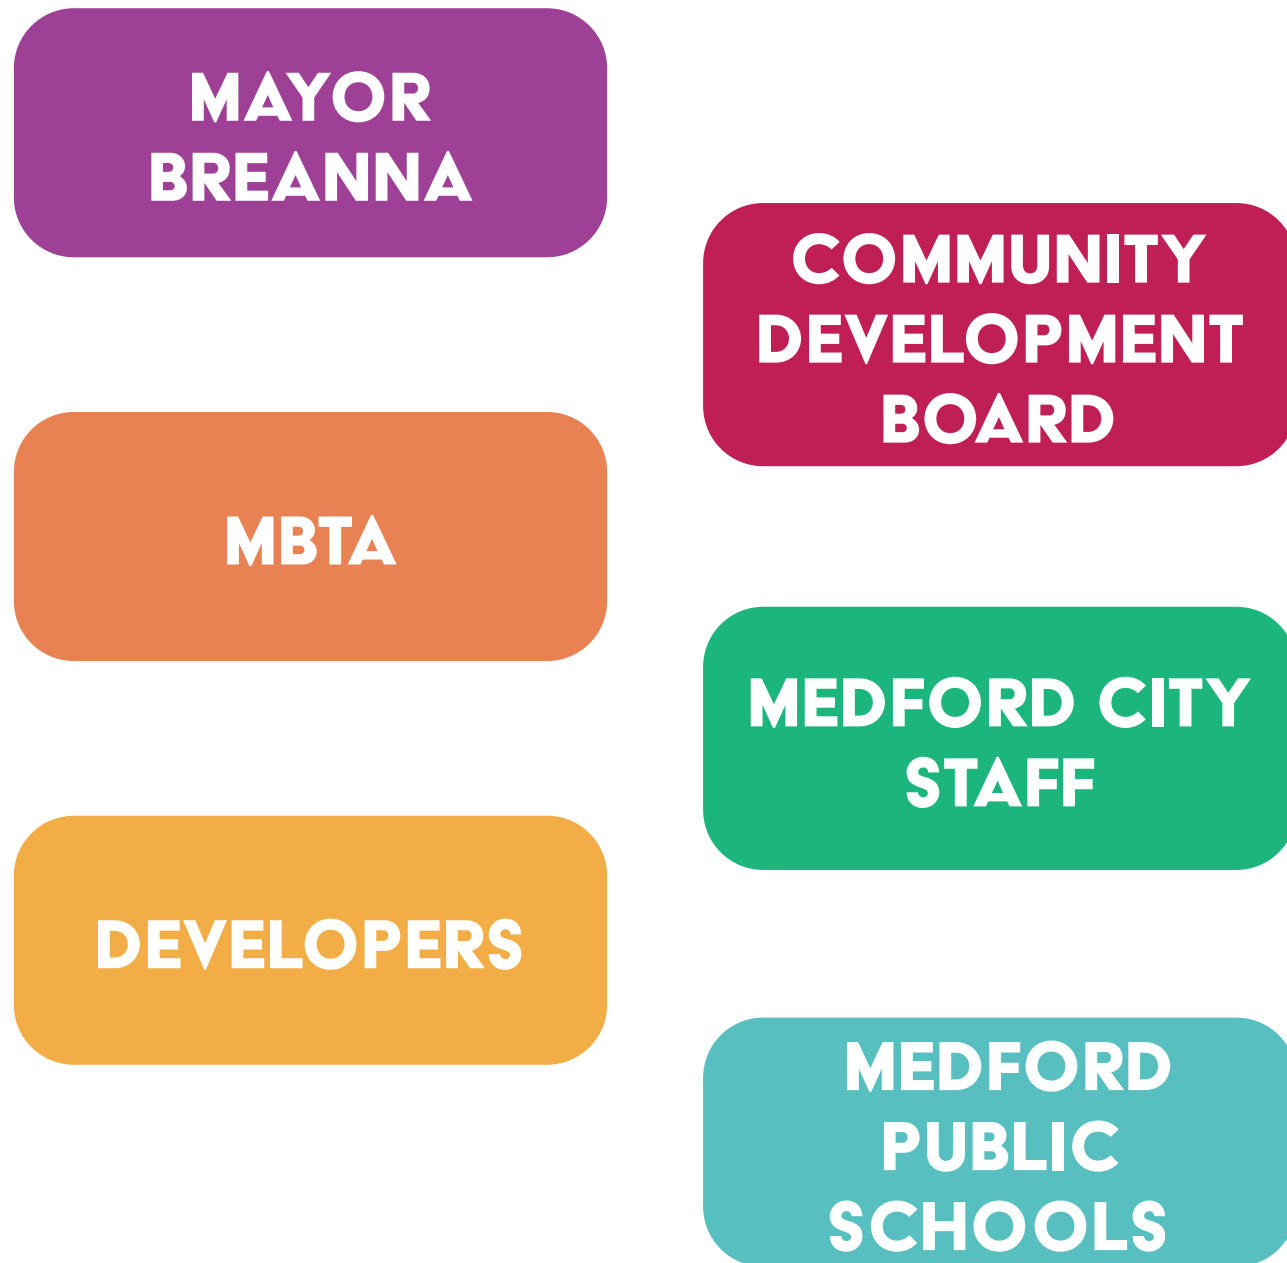 MAYOR
BREANNA
COMMUNITY
DEVELOPMENT
BOARD
MBTA
MEDFORD CITY
STAFF
DEVELOPERS
MEDFORD
PUBLIC
SCHOOLS